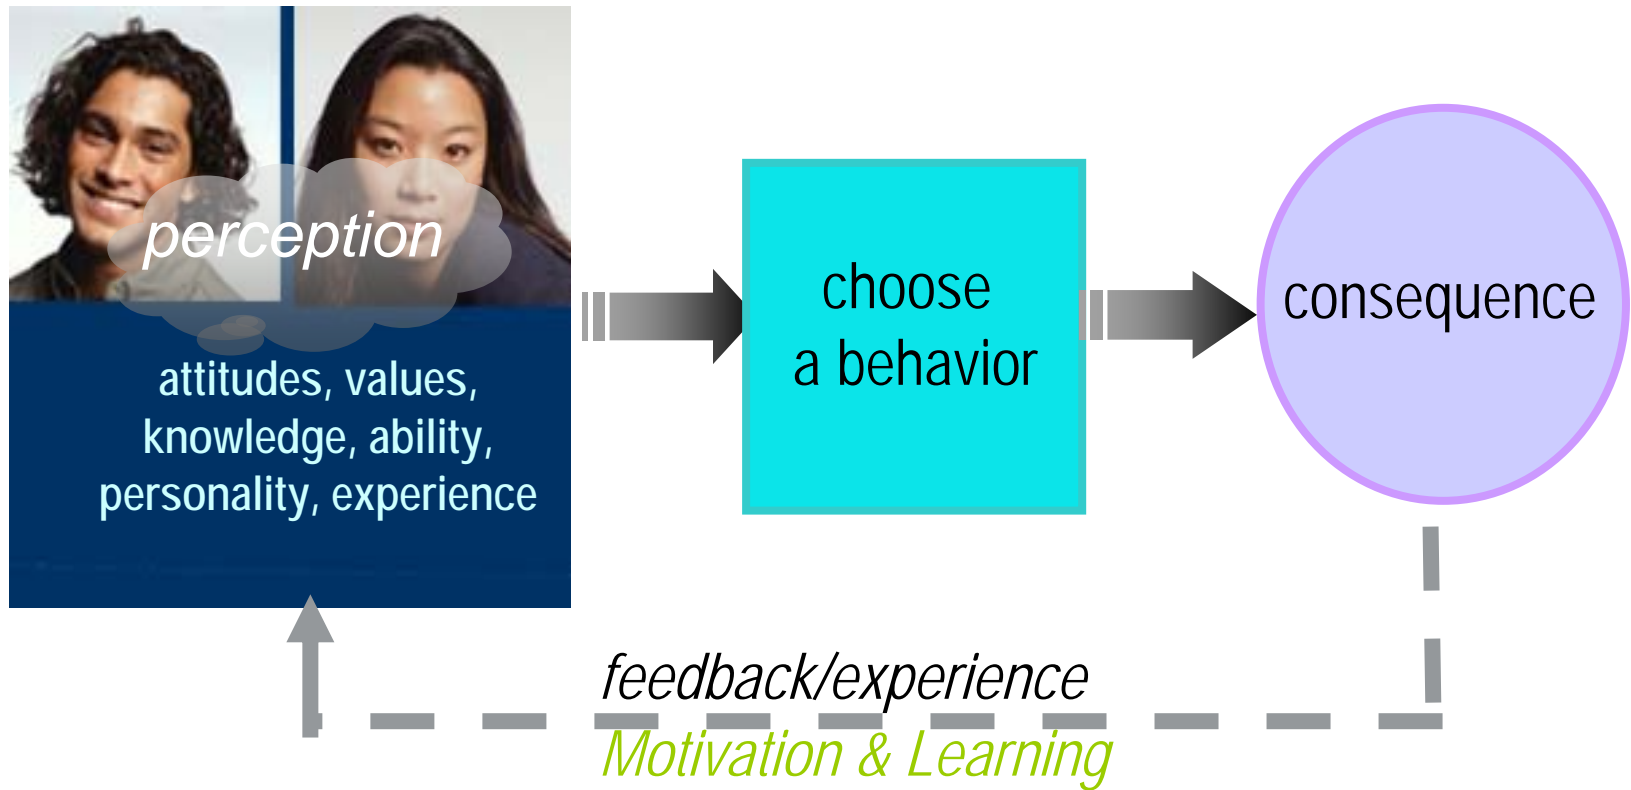 perception
attitudes, values,
knowledge, ability,
personality, experience
choose
a behavior
consequence
feedback/experience
Motivation & Learning